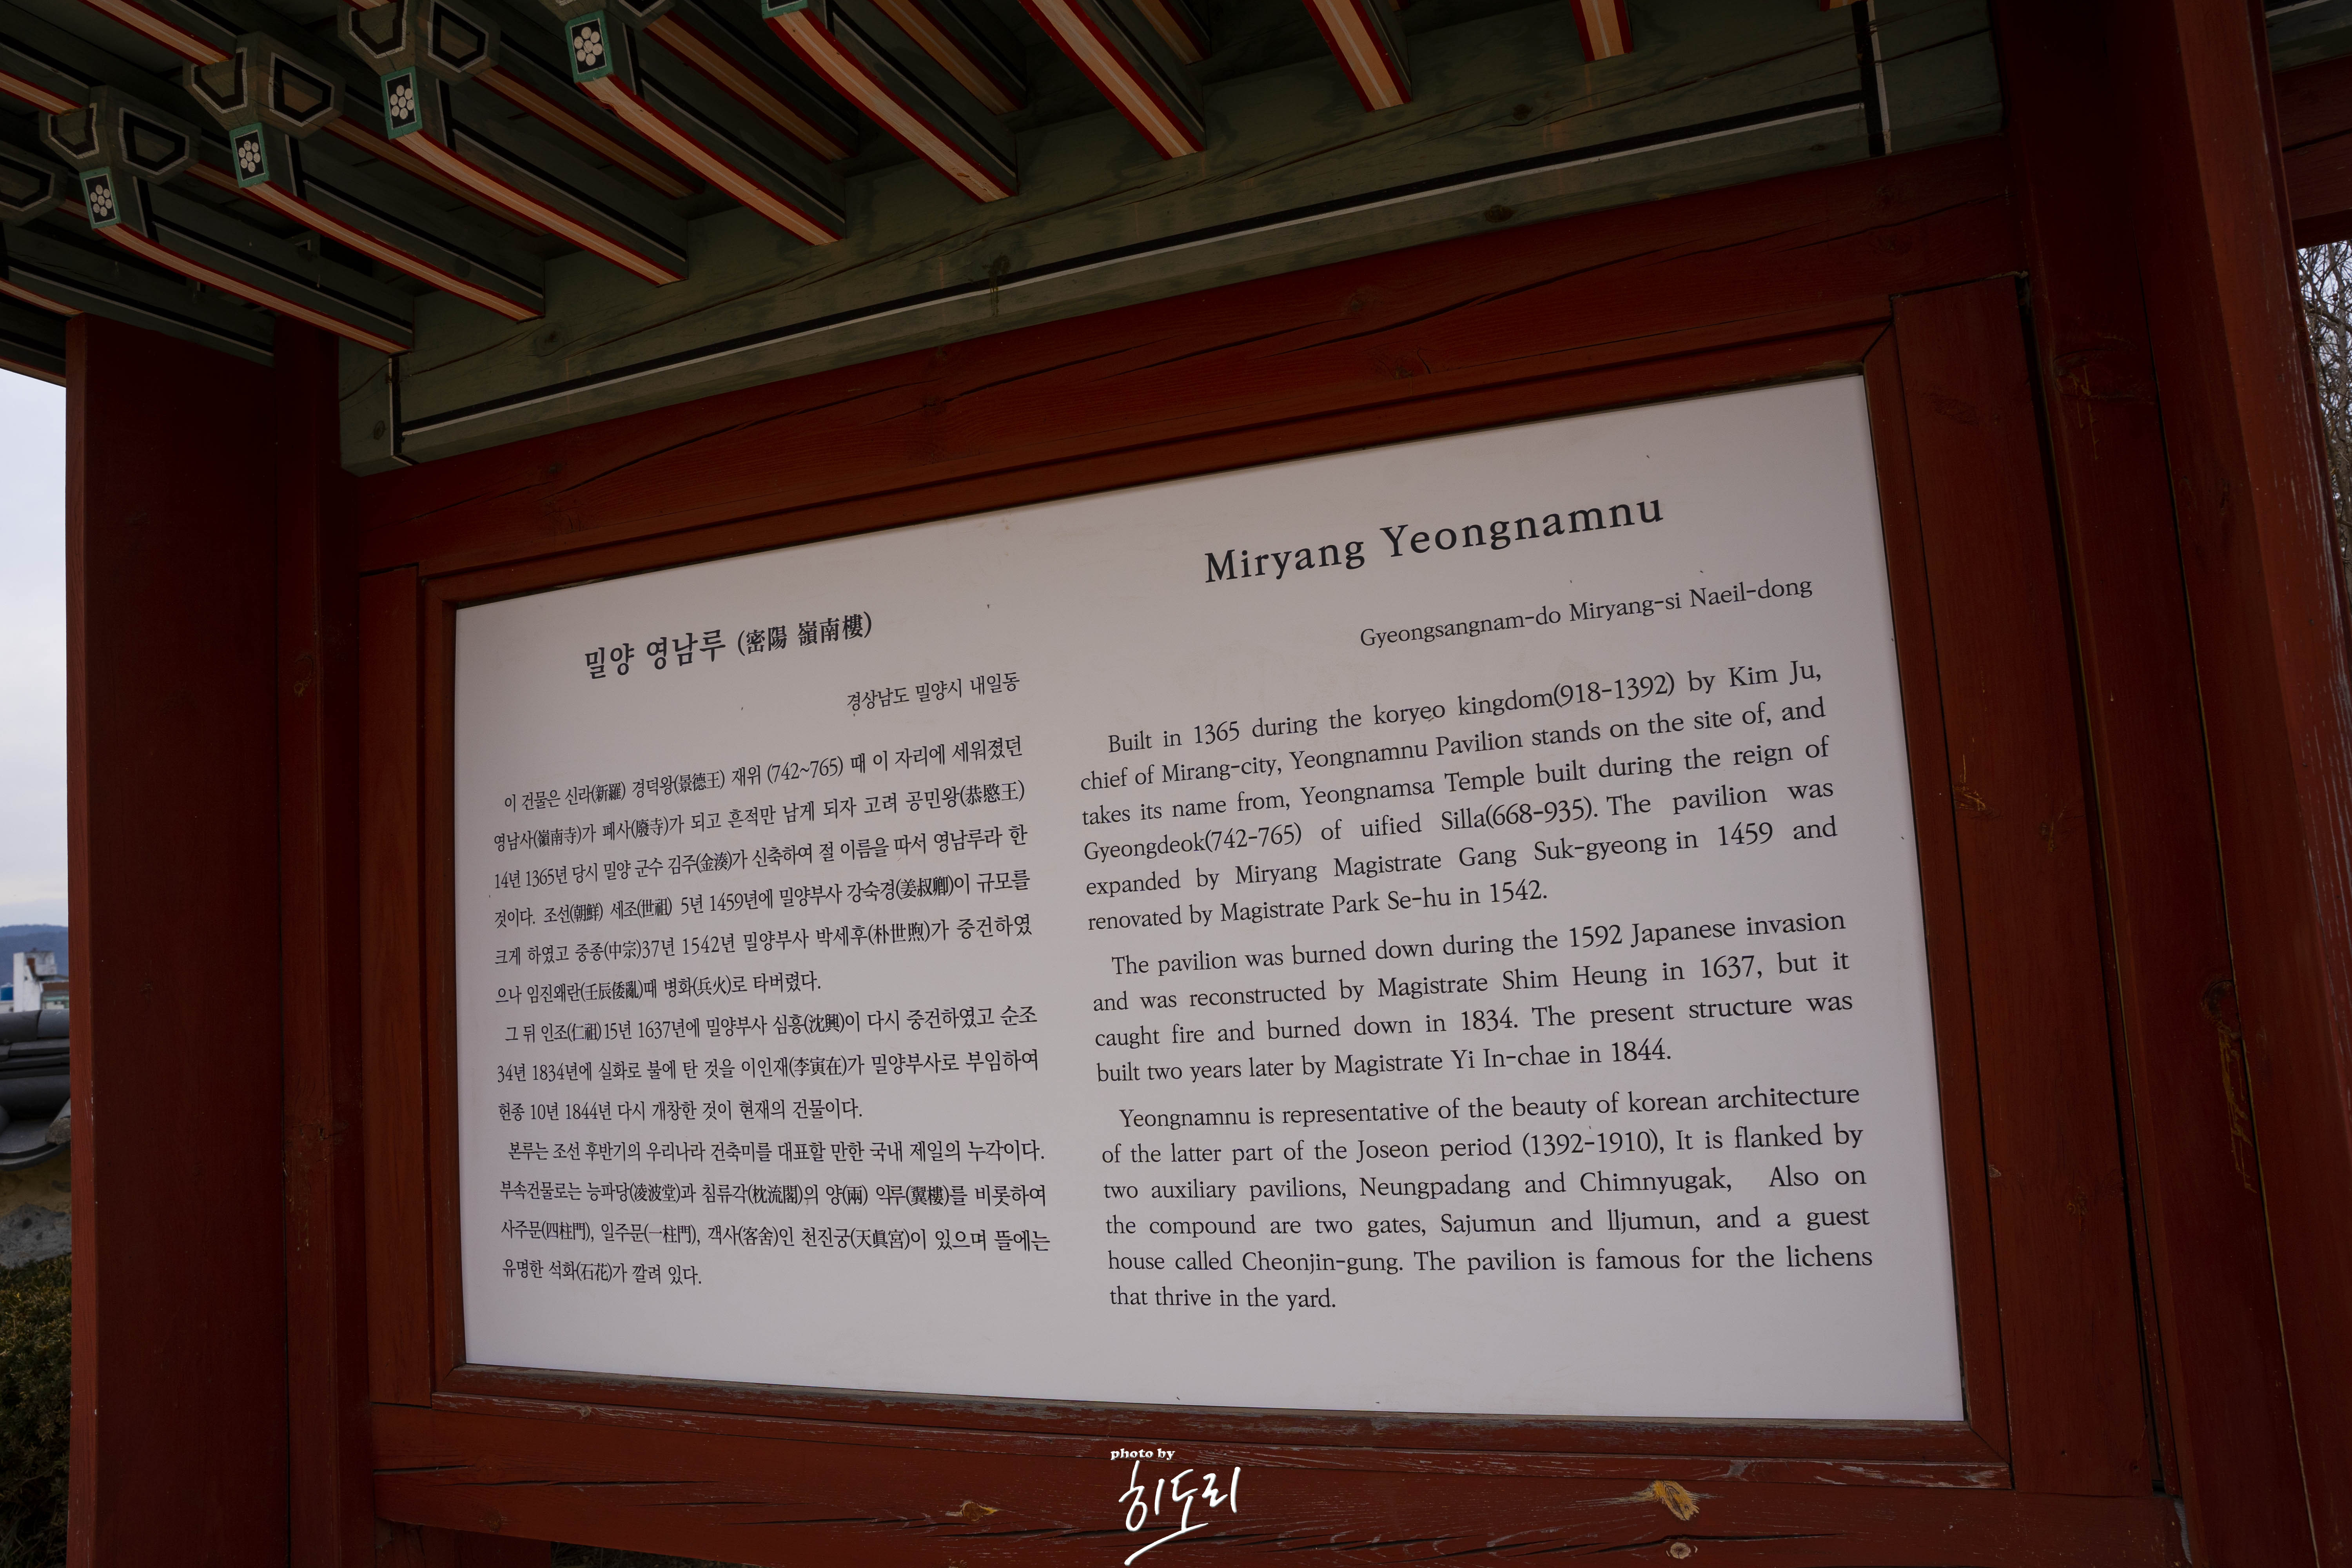 밀양 영남루 (密陽 嶺南樓)
경상남도 밀양시 내일동
이 건물은 신라(新羅) 경덕왕(景德王) 재위 (742~765) 때 이 자리에 세워졌던
영남사(嶺南寺)가 폐사(廢寺)가 되고 흔적만 남게 되자 고려 공민왕(恭愍王)
14년 1365년 당시 밀양 군수 김주(金湊)가 신축하여 절 이름을 따서 영남루라 한
것이다. 조선(朝鮮) 세조(世祖) 5년 1459년에 밀양부사 강숙경(姜叔卿)이 규모를
크게 하였고 중종(中宗)37년 1542년 밀양부사 박세후(朴世煦)가 중건하였
으나 임진왜란(壬辰倭亂)때 병화(兵火)로 타버렸다.
그 뒤 인조(仁祖)15년 1637년에 밀양부사 심흥(沈興)이 다시 중건하였고 순조
34년 1834년에 실화로 불에 탄 것을 이인재(李寅在)가 밀양부사로 부임하여
헌종 10년 1844년 다시 개창한 것이 현재의 건물이다.
본루는 조선 후반기의 우리나라 건축미를 대표할 만한 국내 제일의 누각이다.
부속건물로는 능파당(凌波堂)과 침류각(枕流閣)의 양(兩) 익루(翼樓)를 비롯하여
사주문(四柱門), 일주문(一柱門), 객사(客舍)인 천진궁(天眞宮)이 있으며 뜰에는
유명한 석화(石花)가 깔려 있다.
Miryang Yeongnamnu
Gyeongsangnam-do Miryang-si Naeil-dong
Built in 1365 during the koryeo kingdom(918-1392) by Kim Ju,
chief of Mirang-city, Yeongnamnu Pavilion stands on the site of, and
takes its name from, Yeongnamsa Temple built during the reign of
Gyeongdeok(742-765) of uified Silla(668-935). The pavilion was
expanded by Miryang Magistrate Gang Suk-gyeong in 1459 and
renovated by Magistrate Park Se-hu in 1542.
The pavilion was burned down during the 1592 Japanese invasion
and was reconstructed by Magistrate Shim Heung in 1637, but it
caught fire and burned down in 1834. The present structure was
built two years later by Magistrate Yi In-chae in 1844.
Yeongnamnu is representative of the beauty of korean architecture
of the latter part of the Joseon period (1392-1910), It is flanked by
two auxiliary pavilions, Neungpadang and Chimnyugak, Also on
the compound are two gates, Sajumun and lljumun, and a guest
house called Cheonjin-gung. The pavilion is famous for the lichens
that thrive in the yard.
photo by
히도리